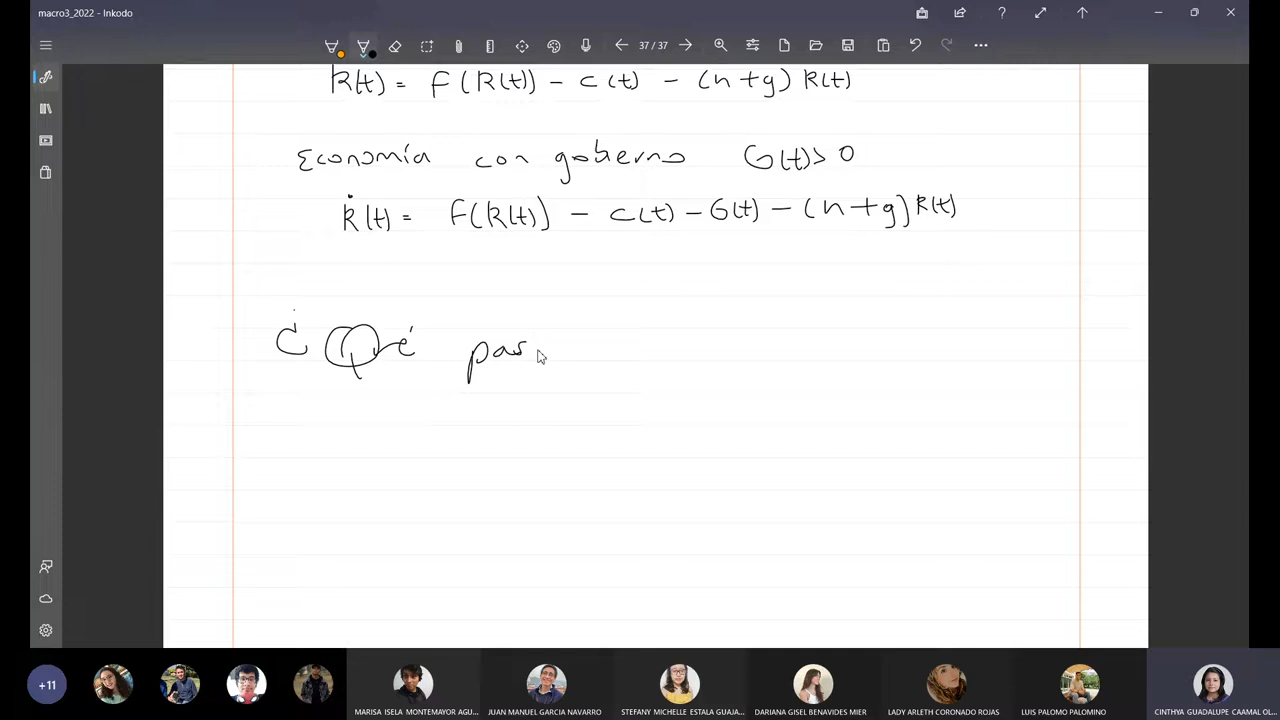 macro3_2022 - Inkodo
37 / 37
k(t) = f(k(t)) - c(t) - (n+g) k(t)
Economía con gobierno G(t)>0
k̇(t) = f(k(t)) - c(t) - G(t) - (n+g) k(t)
¿Qué pas
+11
MARISA ISELA MONTEMAYOR AGU...
JUAN MANUEL GARCIA NAVARRO
STEFANY MICHELLE ESTALA GUAJA...
DARIANA GISEL BENAVIDES MIER
LADY ARLETH CORONADO ROJAS
LUIS PALOMO PALOMINO
CINTHYA GUADALUPE CAAMAL OL...